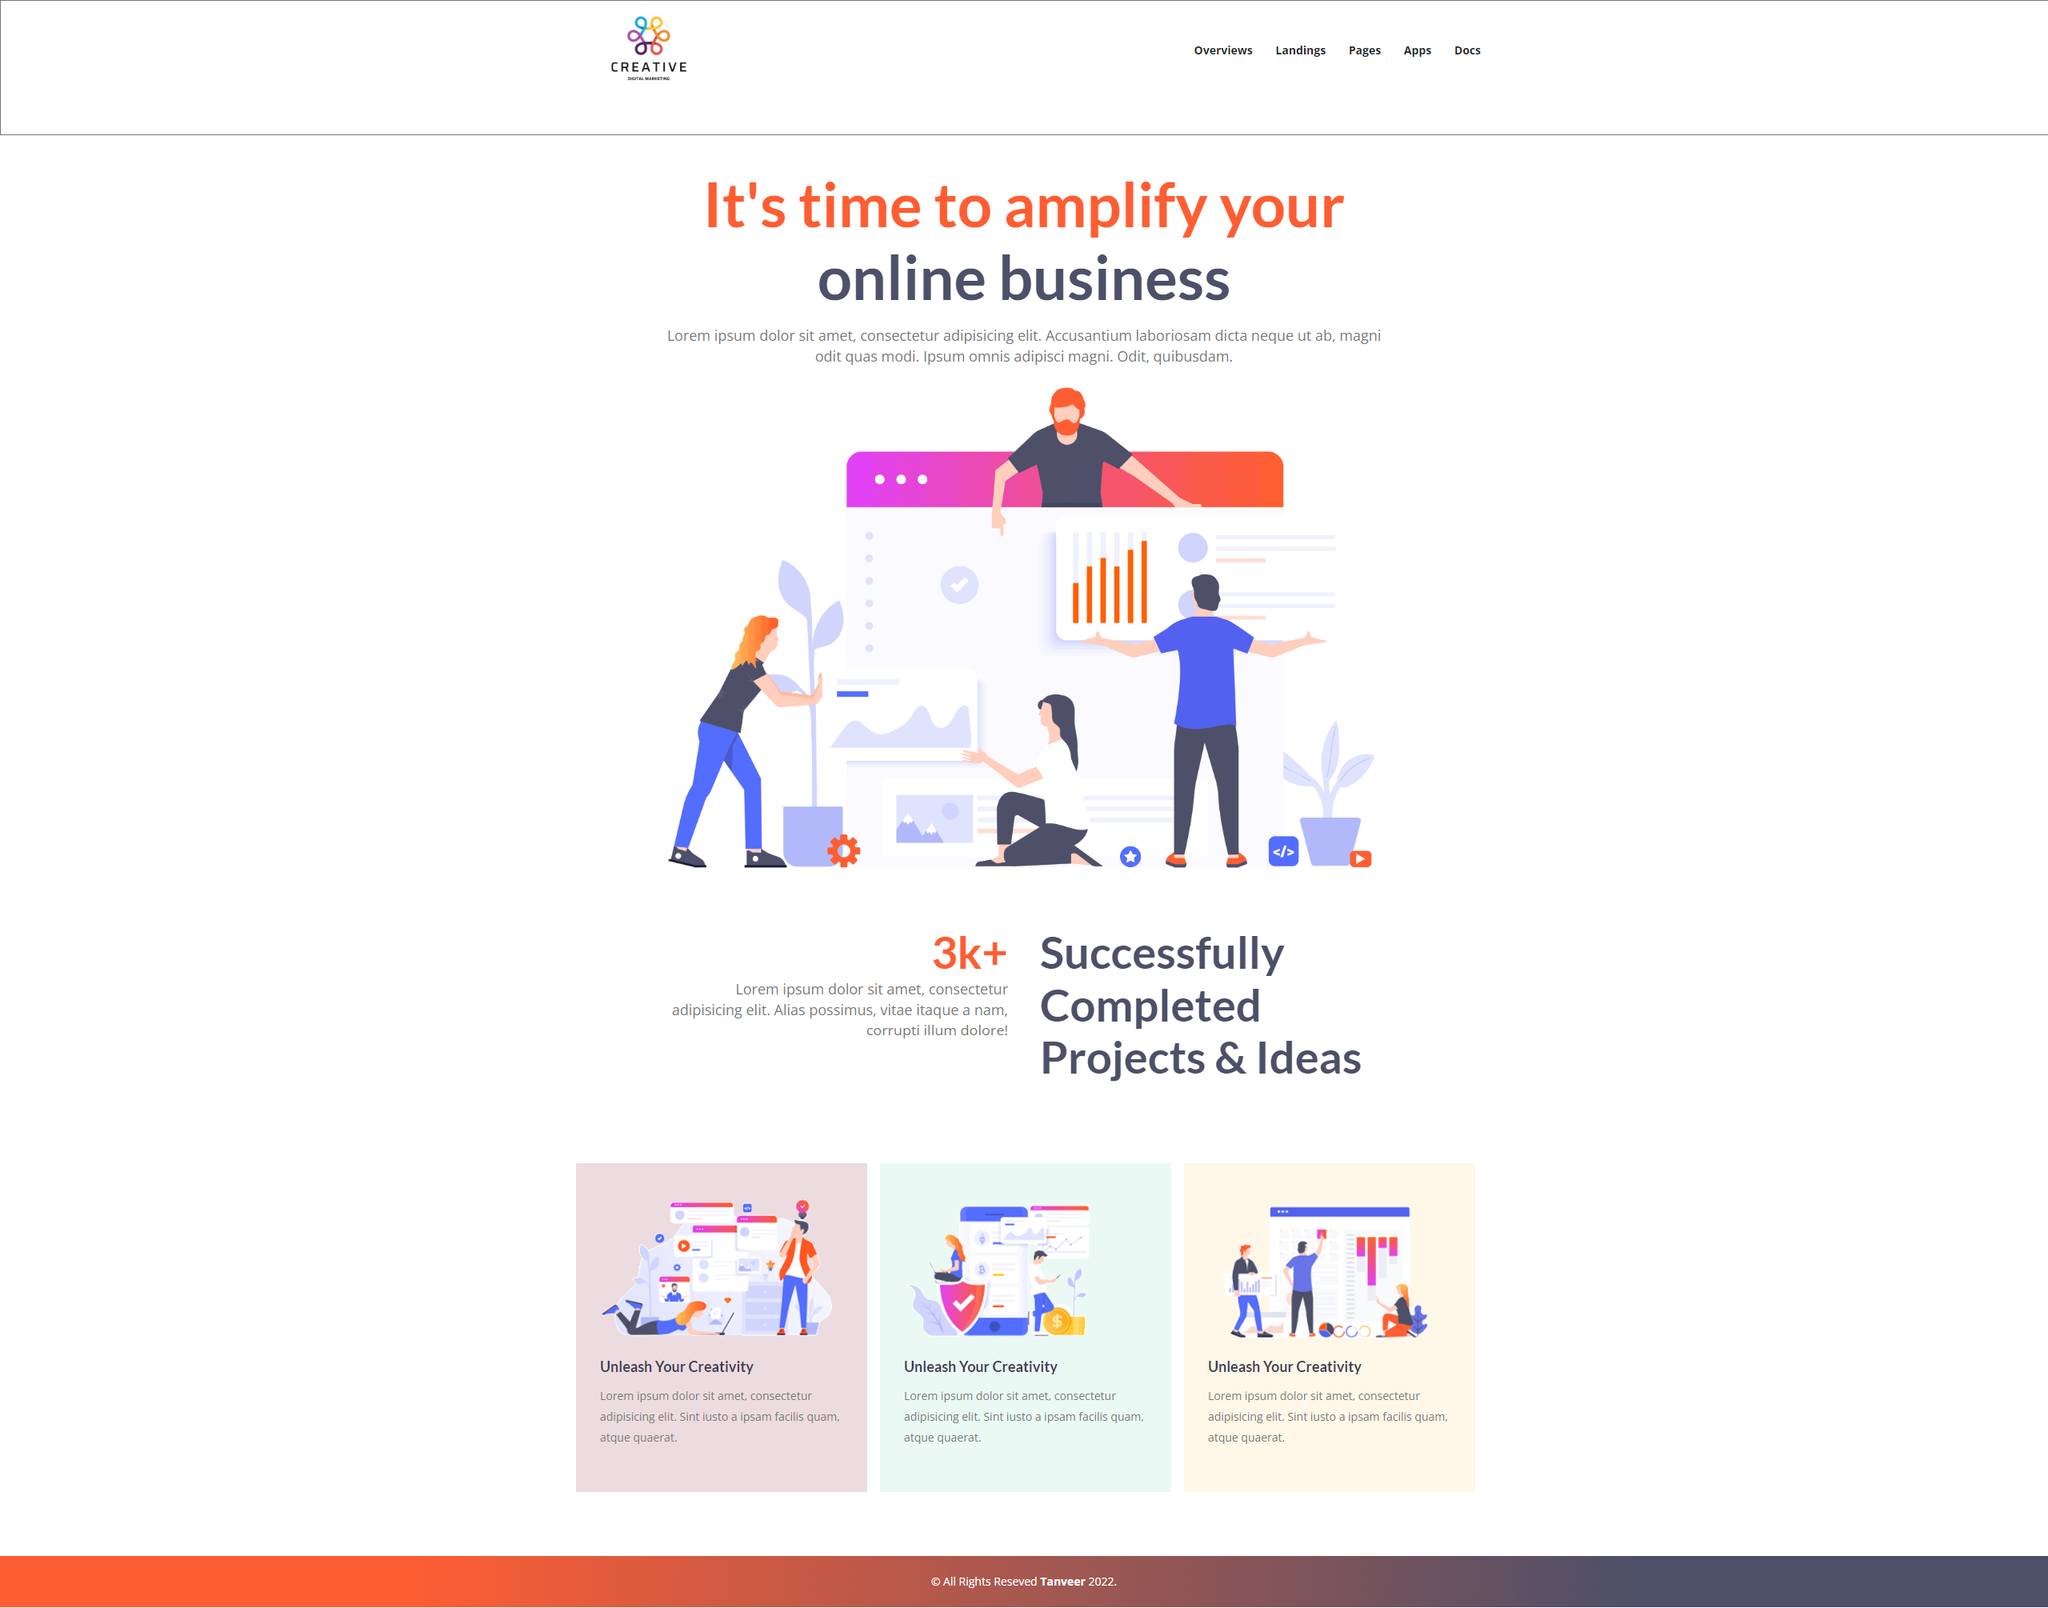 CREATIVE
DIGITAL MARKETING
Overviews Landings Pages Apps Docs
It's time to amplify your
online business
Lorem ipsum dolor sit amet, consectetur adipisicing elit. Accusantium laboriosam dicta neque ut ab, magni
odit quas modi. Ipsum omnis adipisci magni. Odit, quibusdam.
</>
3k+
Lorem ipsum dolor sit amet, consectetur
adipisicing elit. Alias possimus, vitae itaque a nam,
corrupti illum dolore!
Successfully
Completed
Projects & Ideas
Unleash Your Creativity
Lorem ipsum dolor sit amet, consectetur
adipisicing elit. Sint iusto a ipsam facilis quam,
atque quaerat.
Unleash Your Creativity
Lorem ipsum dolor sit amet, consectetur
adipisicing elit. Sint iusto a ipsam facilis quam,
atque quaerat.
Unleash Your Creativity
Lorem ipsum dolor sit amet, consectetur
adipisicing elit. Sint iusto a ipsam facilis quam,
atque quaerat.
© All Rights Reseved Tanveer 2022.